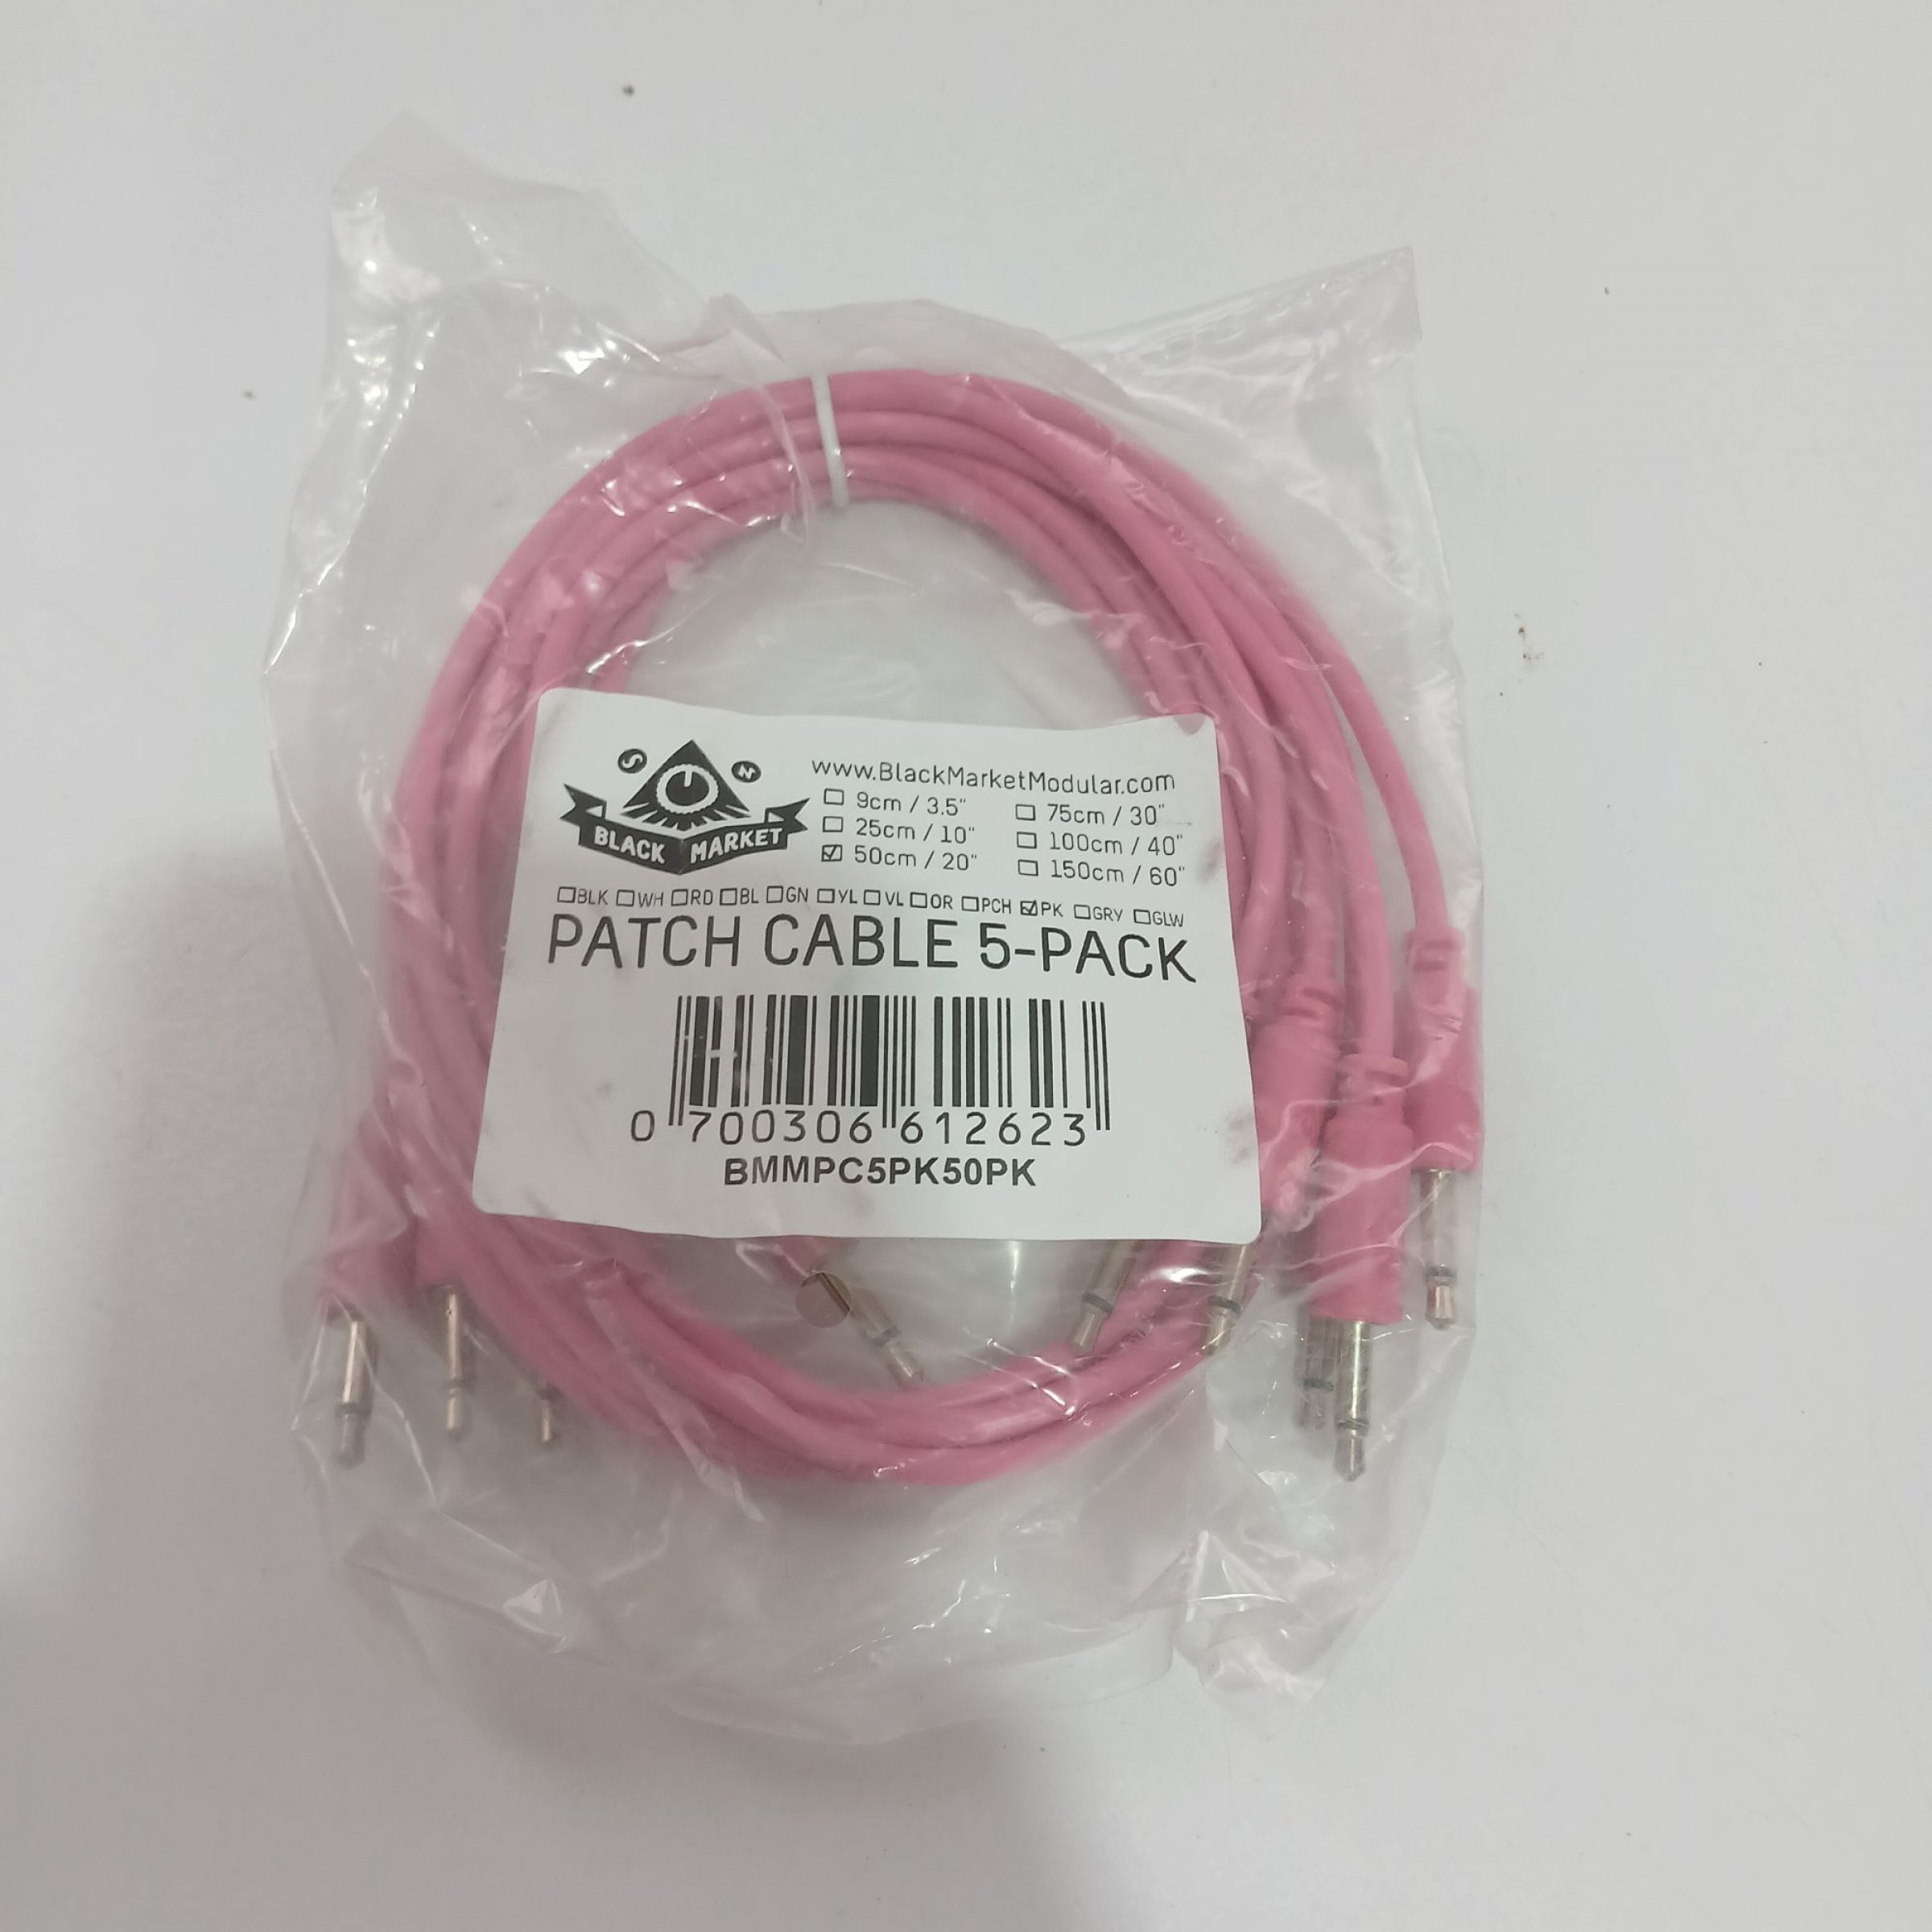 S N
BLACK MARKET
www.BlackMarketModular.com
9cm / 3.5"
75cm / 30"
25cm / 10"
100cm / 40"
50cm / 20"
150cm / 60"
BLK WH RD BL GN YL VL OR PCH PK GRY GLW
PATCH CABLE 5-PACK
0 700306 612623
BMMPC5PK50PK